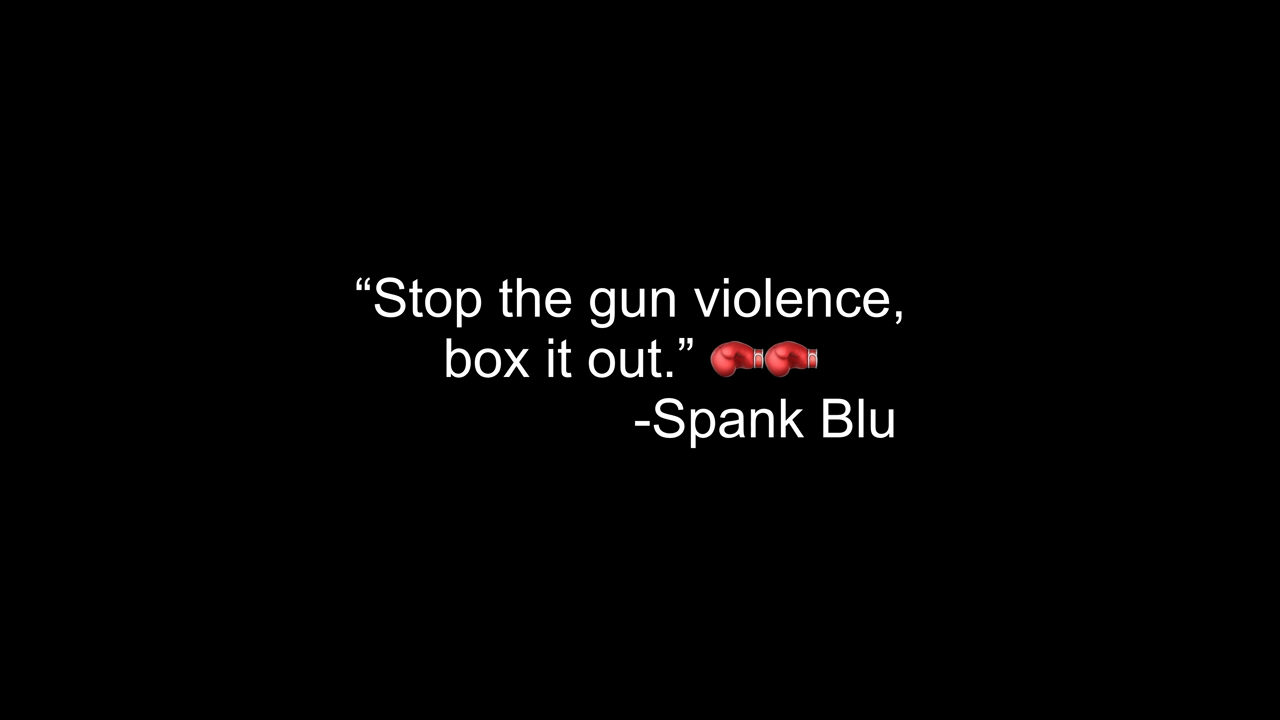 “Stop the gun violence,
box it out.” 🥊🥊
-Spank Blu